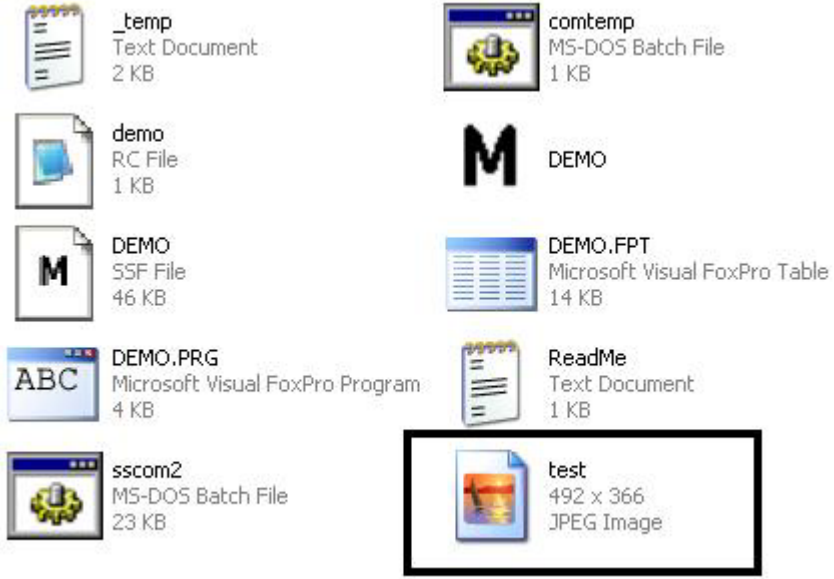 _temp
Text Document
2 KB
comtemp
MS-DOS Batch File
1 KB
demo
RC File
1 KB
M
DEMO
M
DEMO
SSF File
46 KB
DEMO.FPT
Microsoft Visual FoxPro Table
14 KB
ABC
DEMO.PRG
Microsoft Visual FoxPro Program
4 KB
ReadMe
Text Document
1 KB
sscom2
MS-DOS Batch File
23 KB
test
492 x 366
JPEG Image